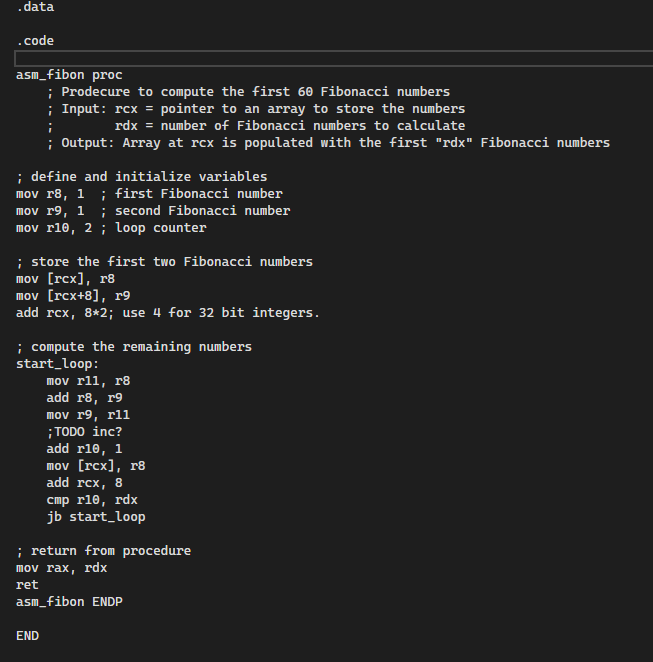 .data
.code
asm_fibon proc
; Prodecure to compute the first 60 Fibonacci numbers
; Input: rcx = pointer to an array to store the numbers
; rdx = number of Fibonacci numbers to calculate
; Output: Array at rcx is populated with the first "rdx" Fibonacci numbers
; define and initialize variables
mov r8, 1 ; first Fibonacci number
mov r9, 1 ; second Fibonacci number
mov r10, 2 ; loop counter
; store the first two Fibonacci numbers
mov [rcx], r8
mov [rcx+8], r9
add rcx, 8*2; use 4 for 32 bit integers.
; compute the remaining numbers
start_loop:
mov r11, r8
add r8, r9
mov r9, r11
;TODO inc?
add r10, 1
mov [rcx], r8
add rcx, 8
cmp r10, rdx
jb start_loop
; return from procedure
mov rax, rdx
ret
asm_fibon ENDP
END